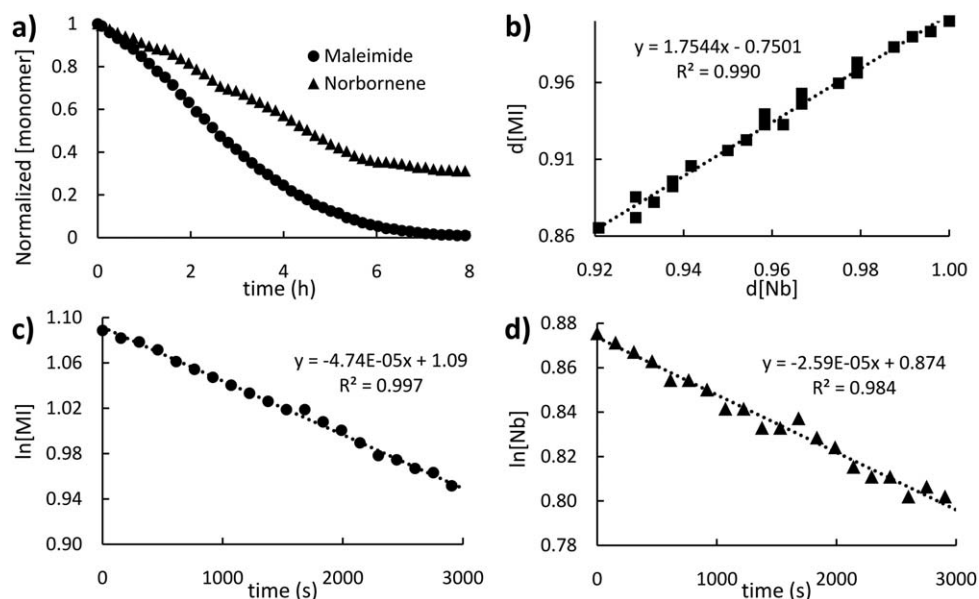 a)
Normalized [monomer]
1
0.8
0.6
0.4
0.2
0
Maleimide
Norbornene
0 2 4 6 8
time (h)
b)
d[MI]
0.96
0.91
0.86
y = 1.7544x - 0.7501
R² = 0.990
0.92 0.94 0.96 0.98 1.00
d[Nb]
c)
ln[MI]
1.10
1.06
1.02
0.98
0.94
0.90
y = -4.74E-05x + 1.09
R² = 0.997
0 1000 2000 3000
time (s)
d)
ln[Nb]
0.88
0.86
0.84
0.82
0.80
0.78
y = -2.59E-05x + 0.874
R² = 0.984
0 1000 2000 3000
time (s)